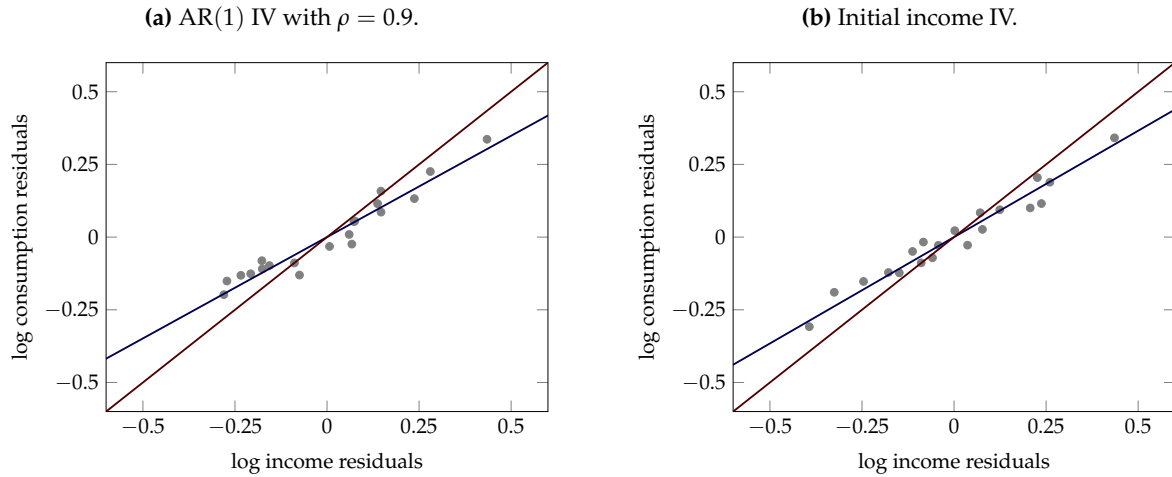 (a) AR(1) IV with ρ = 0.9.
0.5
0.25
0
−0.25
−0.5
log consumption residuals
−0.5 −0.25 0 0.25 0.5
log income residuals
(b) Initial income IV.
0.5
0.25
0
−0.25
−0.5
log consumption residuals
−0.5 −0.25 0 0.25 0.5
log income residuals